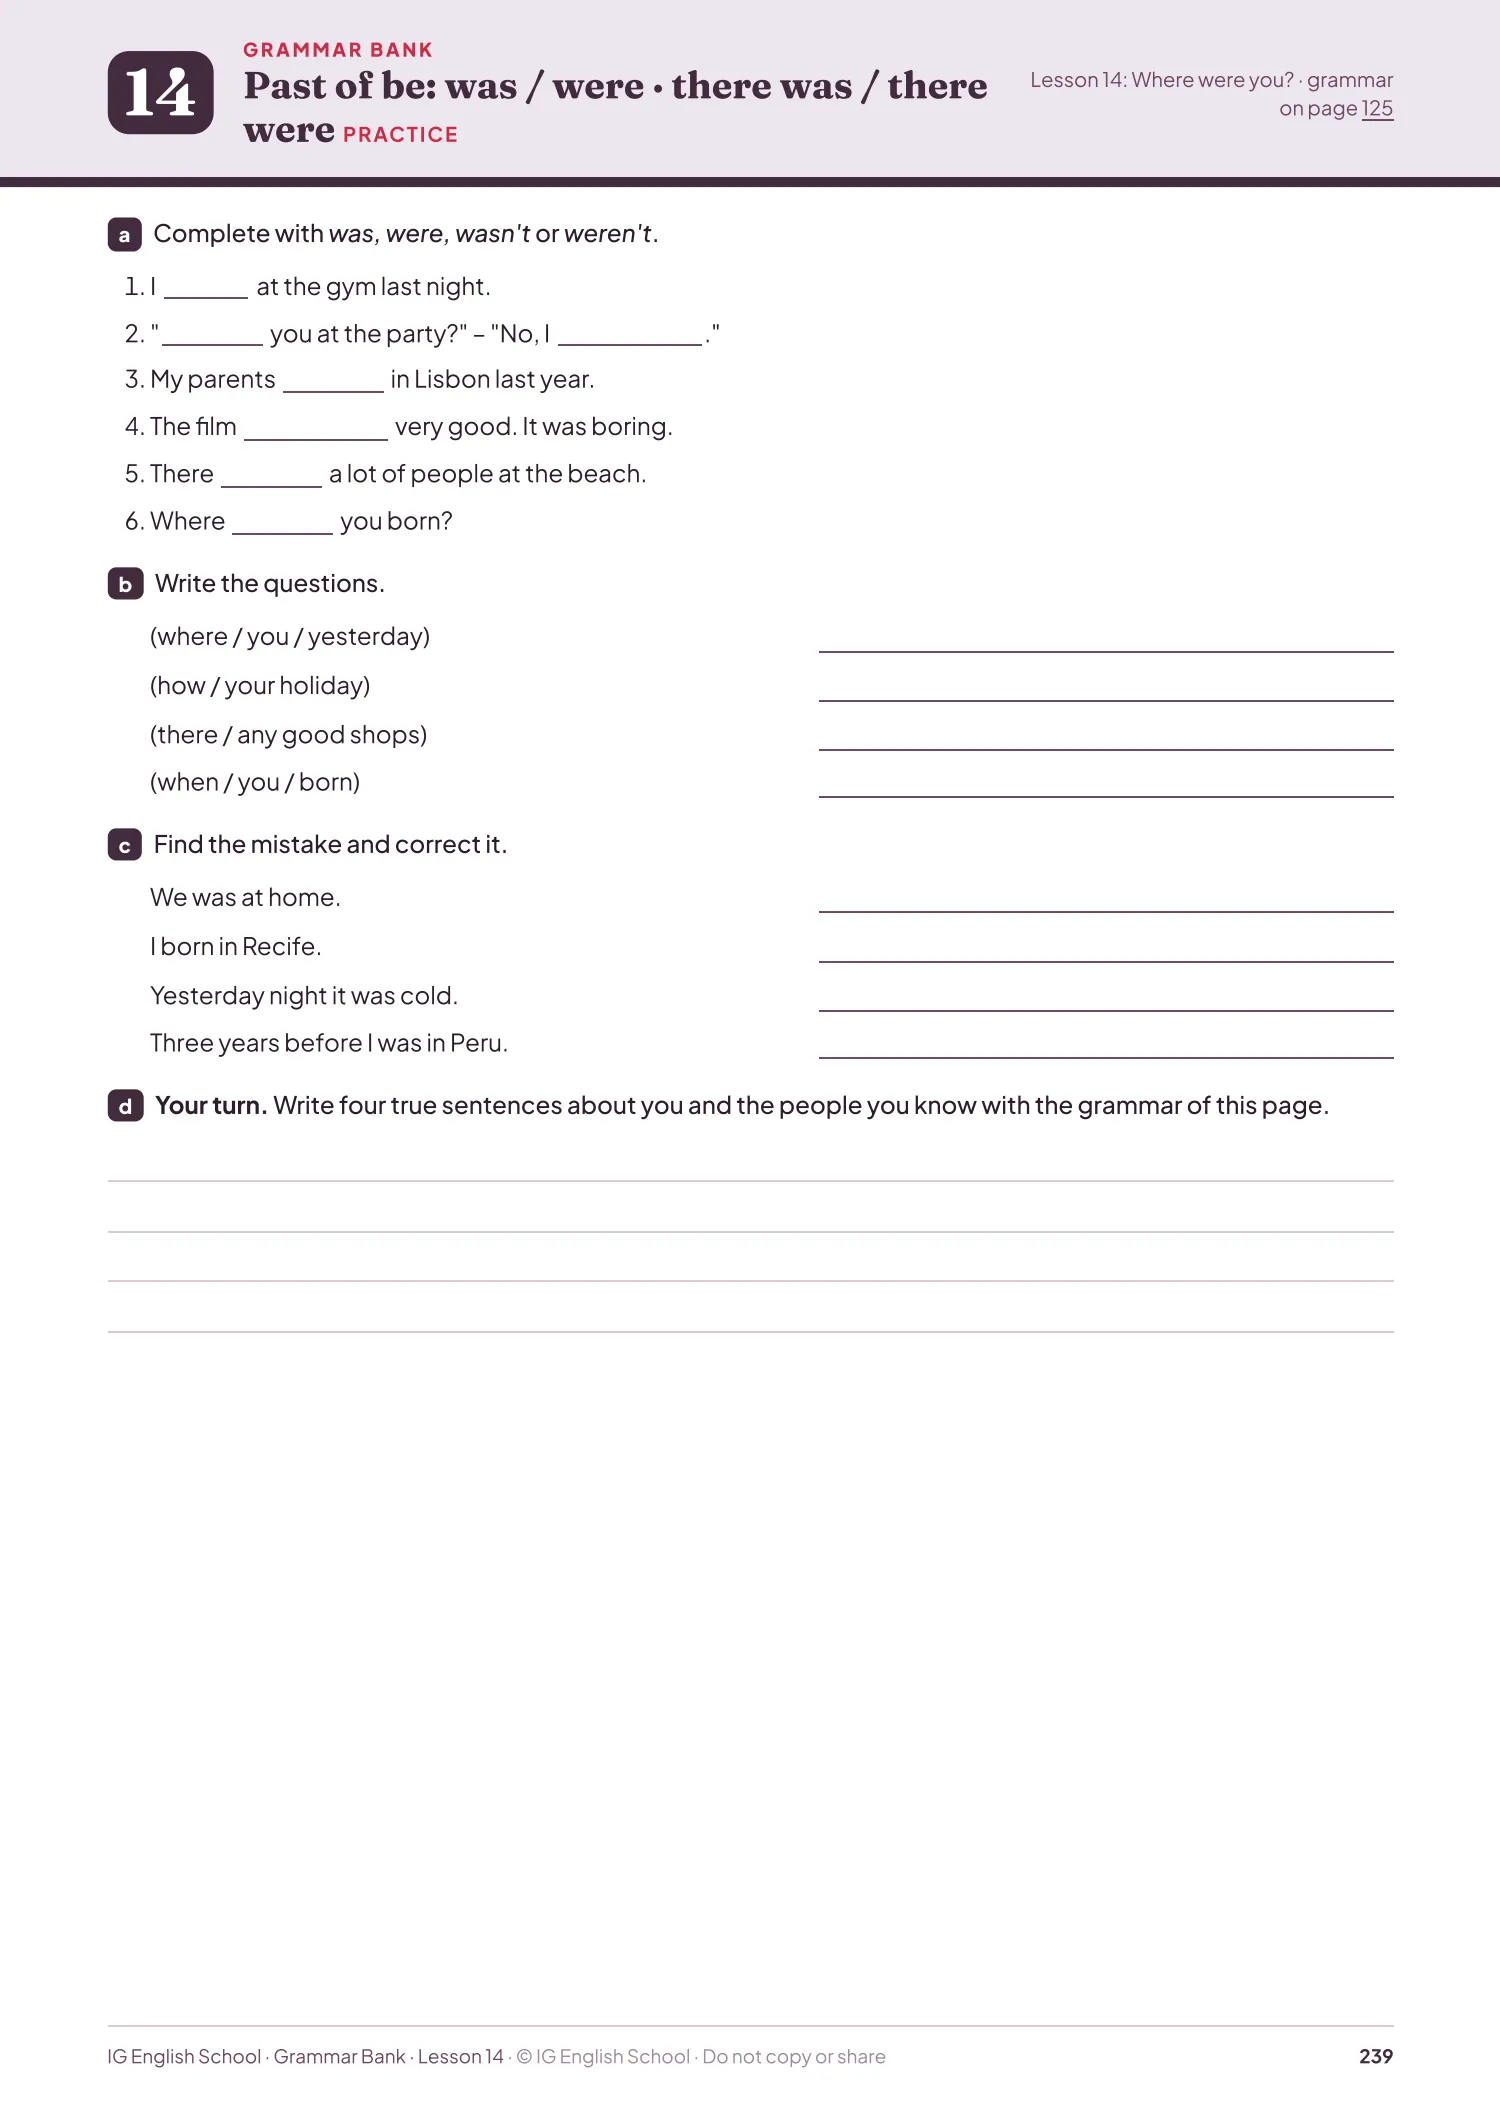 14
GRAMMAR BANK
Past of be: was / were · there was / there
were PRACTICE
Lesson 14: Where were you? · grammar
on page 125
a Complete with was, were, wasn't or weren't.
1. I ______ at the gym last night.
2. "_______ you at the party?" – "No, I __________."
3. My parents _______ in Lisbon last year.
4. The film __________ very good. It was boring.
5. There _______ a lot of people at the beach.
6. Where _______ you born?
b Write the questions.
(where / you / yesterday)
(how / your holiday)
(there / any good shops)
(when / you / born)
c Find the mistake and correct it.
We was at home.
I born in Recife.
Yesterday night it was cold.
Three years before I was in Peru.
d Your turn. Write four true sentences about you and the people you know with the grammar of this page.
IG English School · Grammar Bank · Lesson 14 · © IG English School · Do not copy or share
239